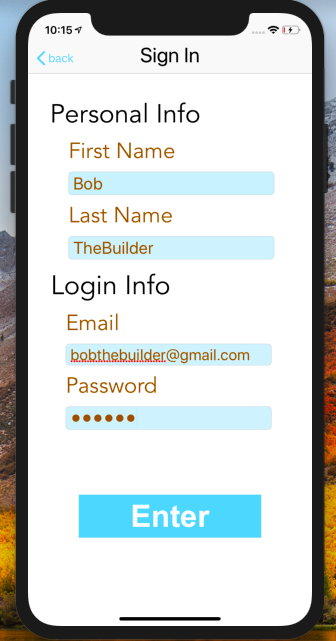 10:15
Sign In
back
Personal Info
First Name
Bob
Last Name
TheBuilder
Login Info
Email
bobthebuilder@gmail.com
Password
●●●●●●
Enter